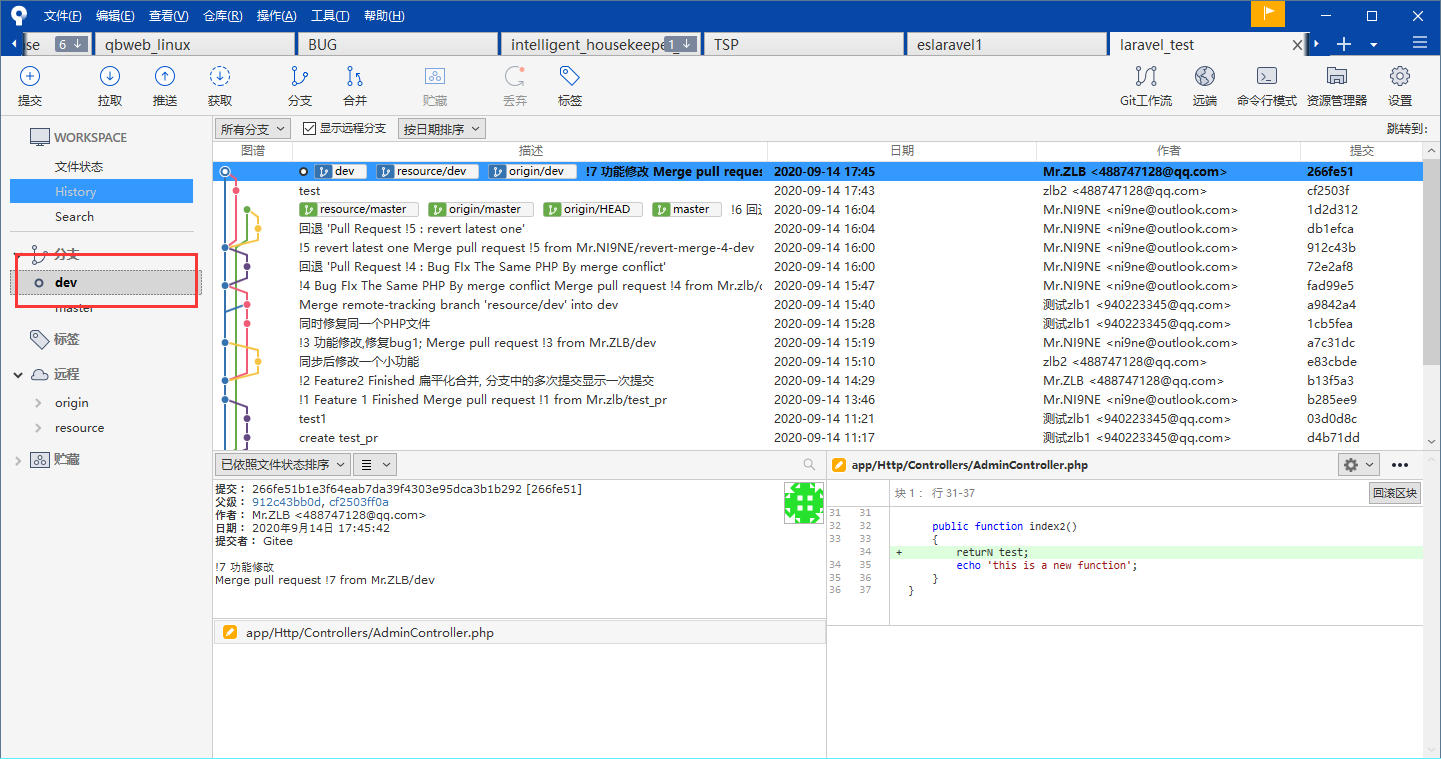 文件(F) 编辑(E) 查看(V) 仓库(R) 操作(A) 工具(T) 帮助(H)
se 6 qbweb_linux BUG intelligent_housekeepe 1 TSP eslaravel1 laravel_test
提交 拉取 推送 获取 分支 合并 贮藏 丢弃 标签 Git工作流 远端 命令行模式 资源管理器 设置
WORKSPACE
文件状态
History
Search
分支
dev
master
标签
远程
origin
resource
贮藏
所有分支 显示远程分支 按日期排序 跳转到:
图谱 描述 日期 作者 提交
dev resource/dev origin/dev !7 功能修改 Merge pull reques 2020-09-14 17:45 Mr.ZLB <488747128@qq.com> 266fe51
test 2020-09-14 17:43 zlb2 <488747128@qq.com> cf2503f
resource/master origin/master origin/HEAD master !6 回 2020-09-14 16:04 Mr.NI9NE <ni9ne@outlook.com> 1d2d312
回退 'Pull Request !5 : revert latest one' 2020-09-14 16:04 Mr.NI9NE <ni9ne@outlook.com> db1efca
!5 revert latest one Merge pull request !5 from Mr.NI9NE/revert-merge-4-dev 2020-09-14 16:00 Mr.NI9NE <ni9ne@outlook.com> 912c43b
回退 'Pull Request !4 : Bug FIx The Same PHP By merge conflict' 2020-09-14 16:00 Mr.NI9NE <ni9ne@outlook.com> 72e2af8
!4 Bug FIx The Same PHP By merge conflict Merge pull request !4 from Mr.zlb/c 2020-09-14 15:47 Mr.NI9NE <ni9ne@outlook.com> fad99e5
Merge remote-tracking branch 'resource/dev' into dev 2020-09-14 15:40 测试zlb1 <940223345@qq.com> a9842a4
同时修复同一个PHP文件 2020-09-14 15:28 测试zlb1 <940223345@qq.com> 1cb5fea
!3 功能修改,修复bug1; Merge pull request !3 from Mr.ZLB/dev 2020-09-14 15:19 Mr.NI9NE <ni9ne@outlook.com> a7c31dc
同步后修改一个小功能 2020-09-14 15:10 zlb2 <488747128@qq.com> e83cbde
!2 Feature2 Finished 扁平化合并, 分支中的多次提交显示一次提交 2020-09-14 14:29 Mr.ZLB <488747128@qq.com> b13f5a3
!1 Feature 1 Finished Merge pull request !1 from Mr.zlb/test_pr 2020-09-14 13:46 Mr.ZLB <488747128@qq.com> b285ee9
test1 2020-09-14 11:21 测试zlb1 <940223345@qq.com> 03d0d8c
create test_pr 2020-09-14 11:17 测试zlb1 <940223345@qq.com> d4b71dd
已依照文件状态排序
提交： 266fe51b1e3f64eab7da39f4303e95dca3b1b292 [266fe51]
父级： 912c43bb0d, cf2503ff0a
作者： Mr.ZLB <488747128@qq.com>
日期： 2020年9月14日 17:45:42
提交者： Gitee
!7 功能修改
Merge pull request !7 from Mr.ZLB/dev
app/Http/Controllers/AdminController.php
app/Http/Controllers/AdminController.php
块 1： 行 31-37 回滚区块
31 31
32 32 public function index2()
33 33 {
34 + returN test;
34 35 echo 'this is a new function';
35 36 }
36 37 }